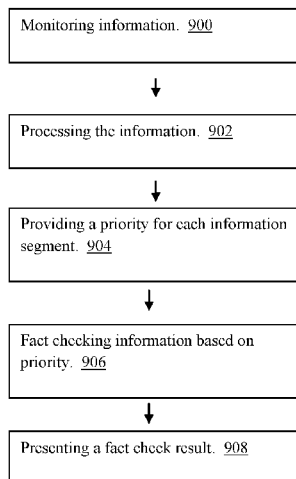 Monitoring information. 900
Processing the information. 902
Providing a priority for each information
segment. 904
Fact checking information based on
priority. 906
Presenting a fact check result. 908